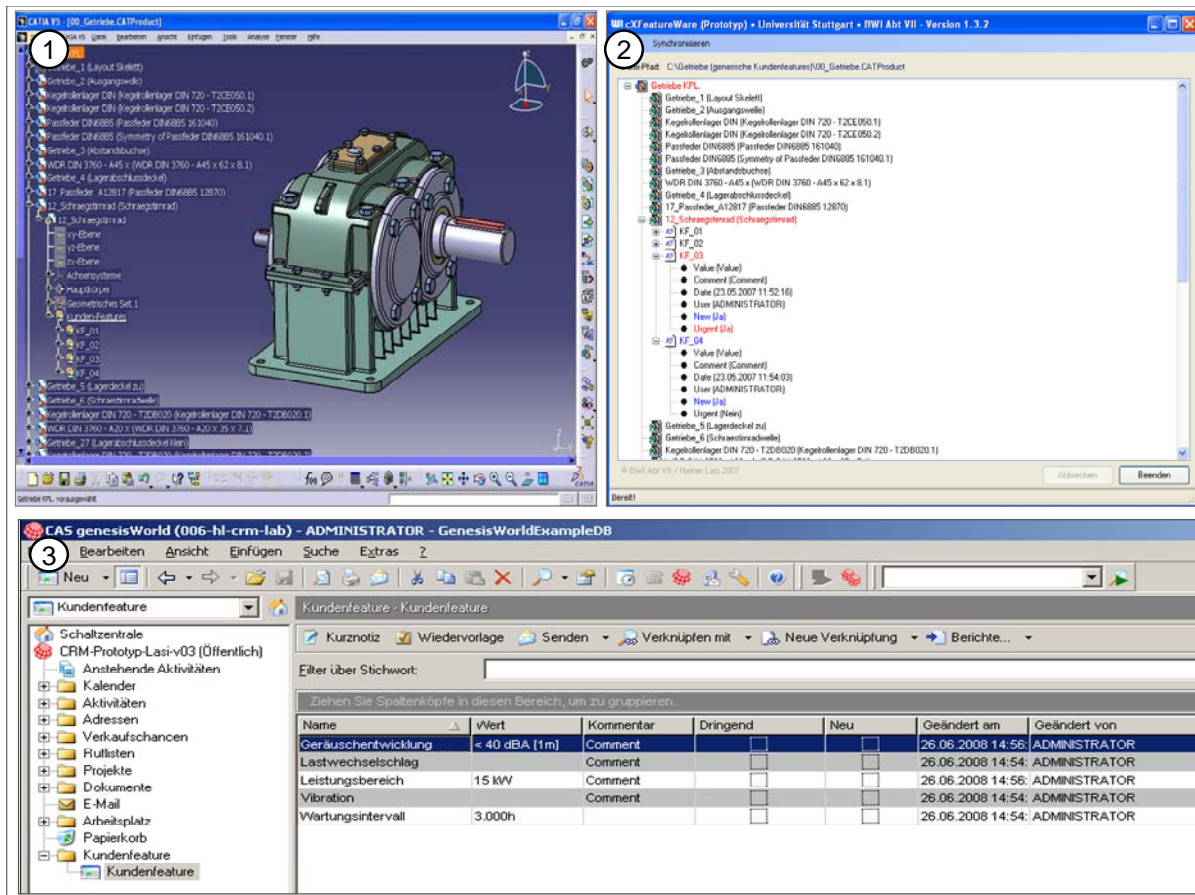 CATIA V5 - [00_Getriebe.CATProduct]
1
CATIA V5 Datei Bearbeiten Ansicht Einfügen Tools Analyse Fenster Hilfe
Getriebe_1 (Layout Skelett)
Getriebe_2 (Ausgangswelle)
Kegelrollenlager DIN (Kegelrollenlager DIN 720 - T2CE050.1)
Kegelrollenlager DIN (Kegelrollenlager DIN 720 - T2CE050.2)
Passfeder DIN6885 (Passfeder DIN6885 161040)
Passfeder DIN6885 (Symmetry of Passfeder DIN6885 161040.1)
Getriebe_3 (Abstandsbuchse)
WDR DIN 3760 - A45 x (WDR DIN 3760 - A45 x 62 x 8.1)
Getriebe_4 (Lagerabschlussdeckel)
17_Passfeder_A12817 (Passfeder DIN6885 12870)
12_Schraegstirnrad (Schraegstirnrad)
12_Schraegstirnrad
xy-Ebene
yz-Ebene
zx-Ebene
Achsensysteme
Hauptkörper
Geometrisches Set.1
Kunden-Features
KF_01
KF_02
KF_03
KF_04
Getriebe_5 (Lagerdeckel zu)
Getriebe_6 (Schraestirnradwelle)
Kegelrollenlager DIN 720 - T2DB020 (Kegelrollenlager DIN 720 - T2DB020.1)
WDR DIN 3760 - A20 x (WDR DIN 3760 - A20 x 35 x 7.1)
Getriebe_27 (Lagerabschlussdeckel klein)
CATIA
Getriebe KPL. vorausgewählt
cXFeatureWare (Prototyp) • Universität Stuttgart • BWI Abt VII - Version 1.3.2
2
Synchronisieren
Pfad: C:\Getriebe (generische Kundenfeatures)\00_Getriebe.CATProduct
Getriebe KPL.
Getriebe_1 (Layout Skelett)
Getriebe_2 (Ausgangswelle)
Kegelrollenlager DIN (Kegelrollenlager DIN 720 - T2CE050.1)
Kegelrollenlager DIN (Kegelrollenlager DIN 720 - T2CE050.2)
Passfeder DIN6885 (Passfeder DIN6885 161040)
Passfeder DIN6885 (Symmetry of Passfeder DIN6885 161040.1)
Getriebe_3 (Abstandsbuchse)
WDR DIN 3760 - A45 x (WDR DIN 3760 - A45 x 62 x 8.1)
Getriebe_4 (Lagerabschlussdeckel)
17_Passfeder_A12817 (Passfeder DIN6885 12870)
12_Schraegstirnrad (Schraegstirnrad)
KF_01
KF_02
KF_03
Value (Value)
Comment (Comment)
Date (23.05.2007 11:52:16)
User (ADMINISTRATOR)
New (Ja)
Urgent (Ja)
KF_04
Value (Value)
Comment (Comment)
Date (23.05.2007 11:54:03)
User (ADMINISTRATOR)
New (Ja)
Urgent (Nein)
Getriebe_5 (Lagerdeckel zu)
Getriebe_6 (Schraestirnradwelle)
Kegelrollenlager DIN 720 - T2DB020 (Kegelrollenlager DIN 720 - T2DB020.1)
© BWI Abt VII / Heiner Lasi 2007
Abbrechen Beenden
Bereit!
CAS genesisWorld (006-hl-crm-lab) - ADMINISTRATOR - GenesisWorldExampleDB
3
Bearbeiten Ansicht Einfügen Suche Extras ?
Neu
Kundenfeature
Kundenfeature - Kundenfeature
Schaltzentrale
CRM-Prototyp-Lasi-v03 (Öffentlich)
Anstehende Aktivitäten
Kalender
Aktivitäten
Adressen
Verkaufschancen
Ruflisten
Projekte
Dokumente
E-Mail
Arbeitsplatz
Papierkorb
Kundenfeature
Kundenfeature
Kurznotiz Wiedervorlage Senden Verknüpfen mit Neue Verknüpfung Berichte...
Filter über Stichwort:
Ziehen Sie Spaltenköpfe in diesen Bereich, um zu gruppieren.
Name Wert Kommentar Dringend Neu Geändert am Geändert von
Geräuschentwicklung < 40 dBA [1m] Comment 26.06.2008 14:56: ADMINISTRATOR
Lastwechselschlag Comment 26.06.2008 14:54: ADMINISTRATOR
Leistungsbereich 15 kW Comment 26.06.2008 14:56: ADMINISTRATOR
Vibration Comment 26.06.2008 14:54: ADMINISTRATOR
Wartungsintervall 3.000h 26.06.2008 14:54: ADMINISTRATOR